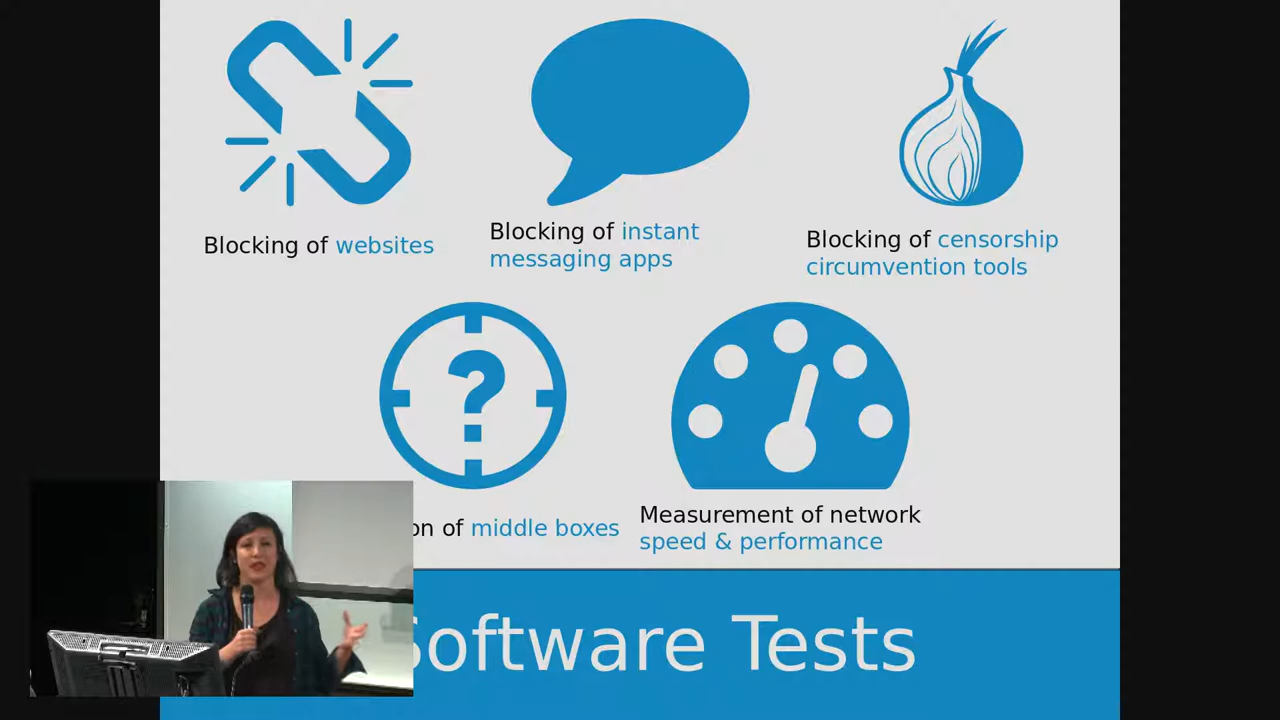 Blocking of websites
Blocking of instant
messaging apps
Blocking of censorship
circumvention tools
on of middle boxes
Measurement of network
speed & performance
Software Tests